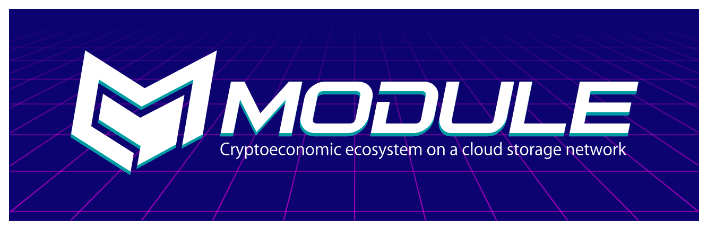 MODULE
Cryptoeconomic ecosystem on a cloud storage network